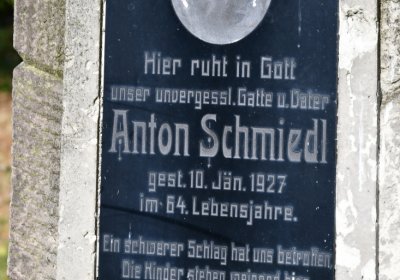 Hier ruht in Gott
unser unvergessl. Gatte u. Vater
Anton Schmiedl
gest. 10. Jän. 1927
im 64. Lebensjahre.
Ein schwerer Schlag hat uns betroffen,
Die Kinder stehen weinend hier